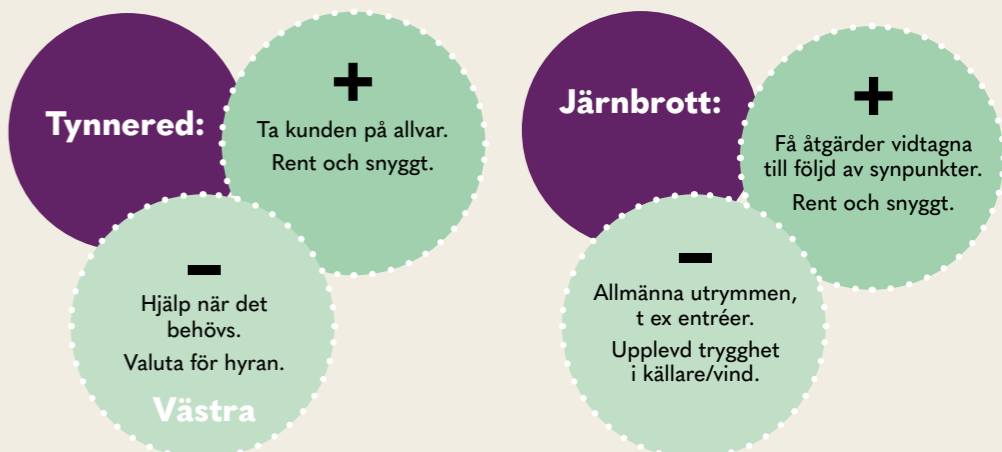 Tynnered:
+
Ta kunden på allvar.
Rent och snyggt.
–
Hjälp när det
behövs.
Valuta för hyran.
Västra
Järnbrott:
+
Få åtgärder vidtagna
till följd av synpunkter.
Rent och snyggt.
–
Allmänna utrymmen,
t ex entréer.
Upplevd trygghet
i källare/vind.